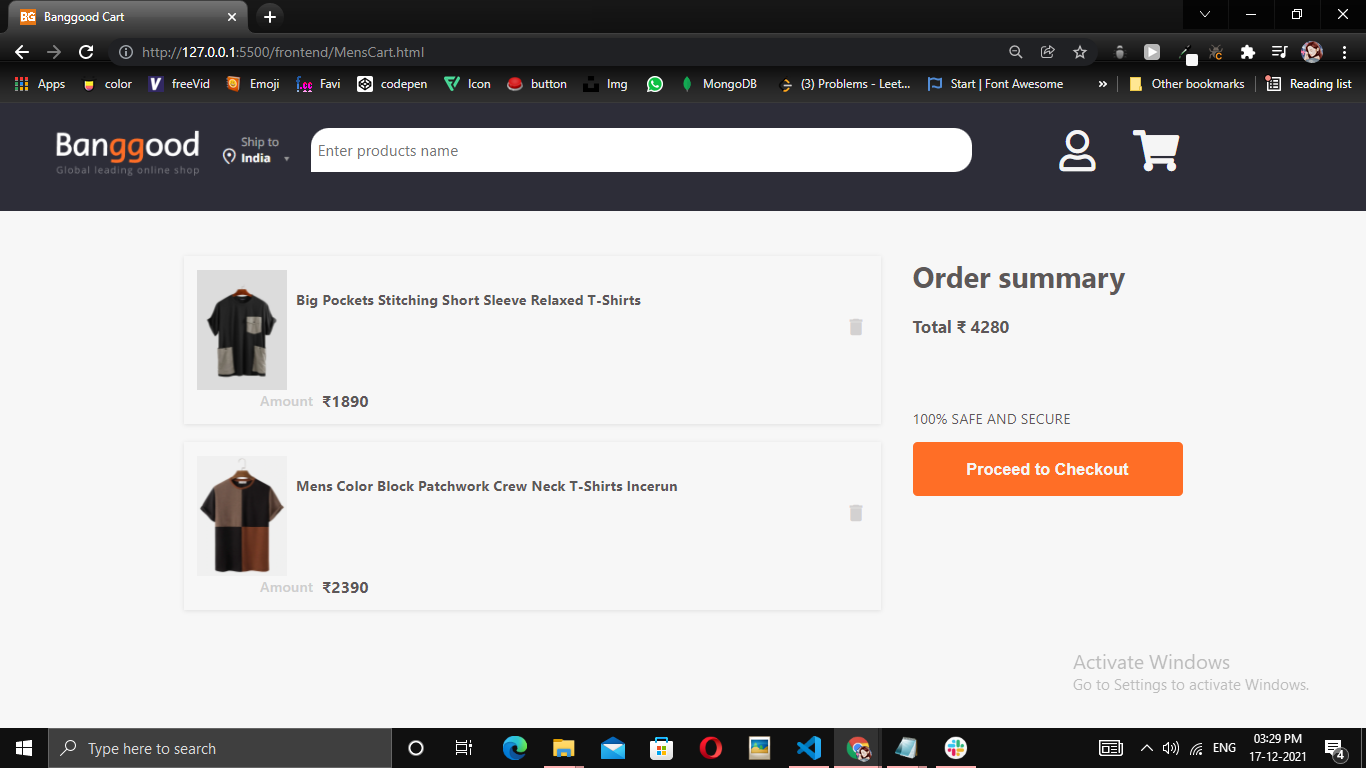 BG Banggood Cart
http://127.0.0.1:5500/frontend/MensCart.html
Apps color freeVid Emoji Favi codepen Icon button Img MongoDB (3) Problems - Leet... Start | Font Awesome » Other bookmarks Reading list
Banggood
Global leading online shop
Ship to
India
Enter products name
Big Pockets Stitching Short Sleeve Relaxed T-Shirts
Amount ₹1890
Mens Color Block Patchwork Crew Neck T-Shirts Incerun
Amount ₹2390
Order summary
Total ₹ 4280
100% SAFE AND SECURE
Proceed to Checkout
Activate Windows
Go to Settings to activate Windows.
Type here to search
ENG
03:29 PM
17-12-2021
4